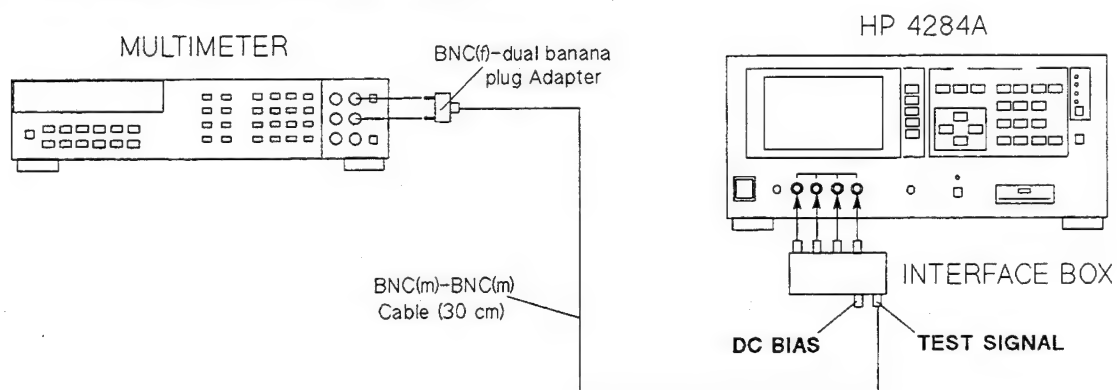 MULTIMETER
BNC(f)-dual banana
plug Adapter
HP 4284A
BNC(m)-BNC(m)
Cable (30 cm)
INTERFACE BOX
DC BIAS
TEST SIGNAL